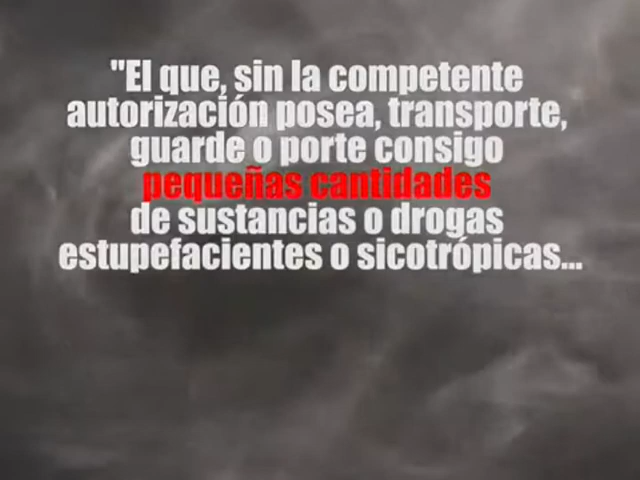 "El que, sin la competente
autorización posea, transporte,
guarde o porte consigo
pequeñas cantidades
de sustancias o drogas
estupefacientes o sicotrópicas...